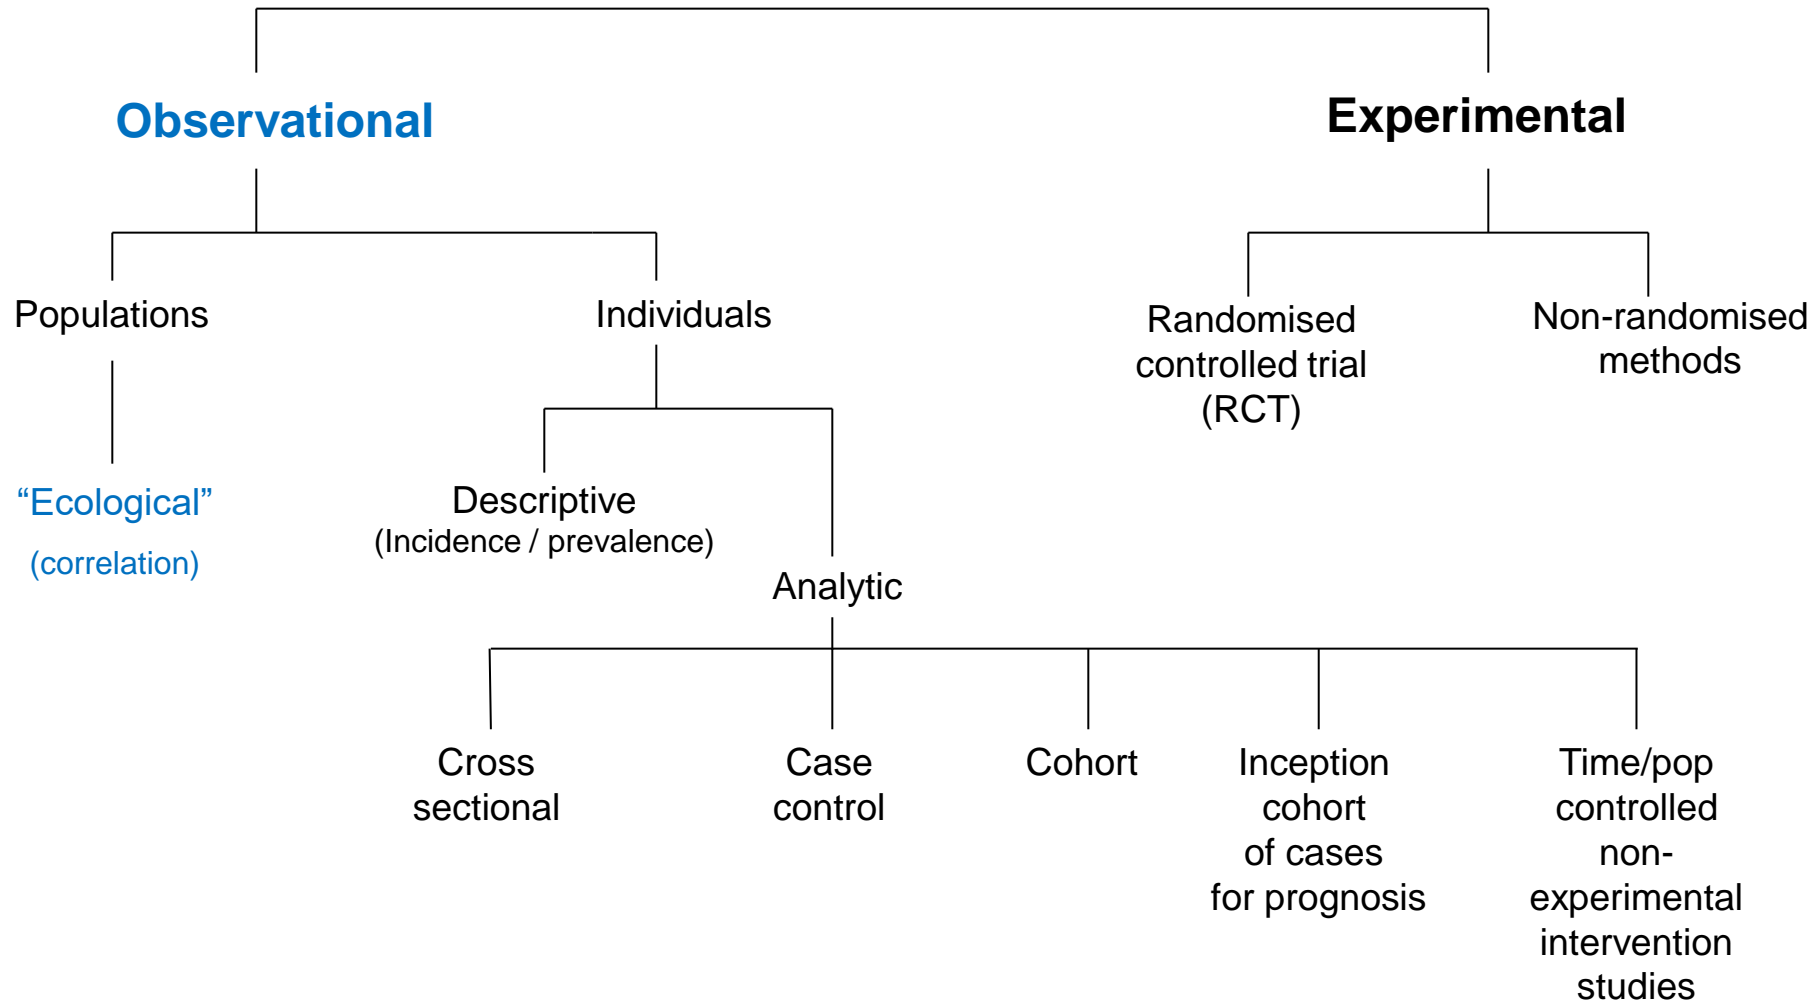 Observational
Experimental
Populations
Individuals
Randomised
controlled trial
(RCT)
Non-randomised
methods
“Ecological”
(correlation)
Descriptive
(Incidence / prevalence)
Analytic
Cross
sectional
Case
control
Cohort
Inception
cohort
of cases
for prognosis
Time/pop
controlled
non-
experimental
intervention
studies